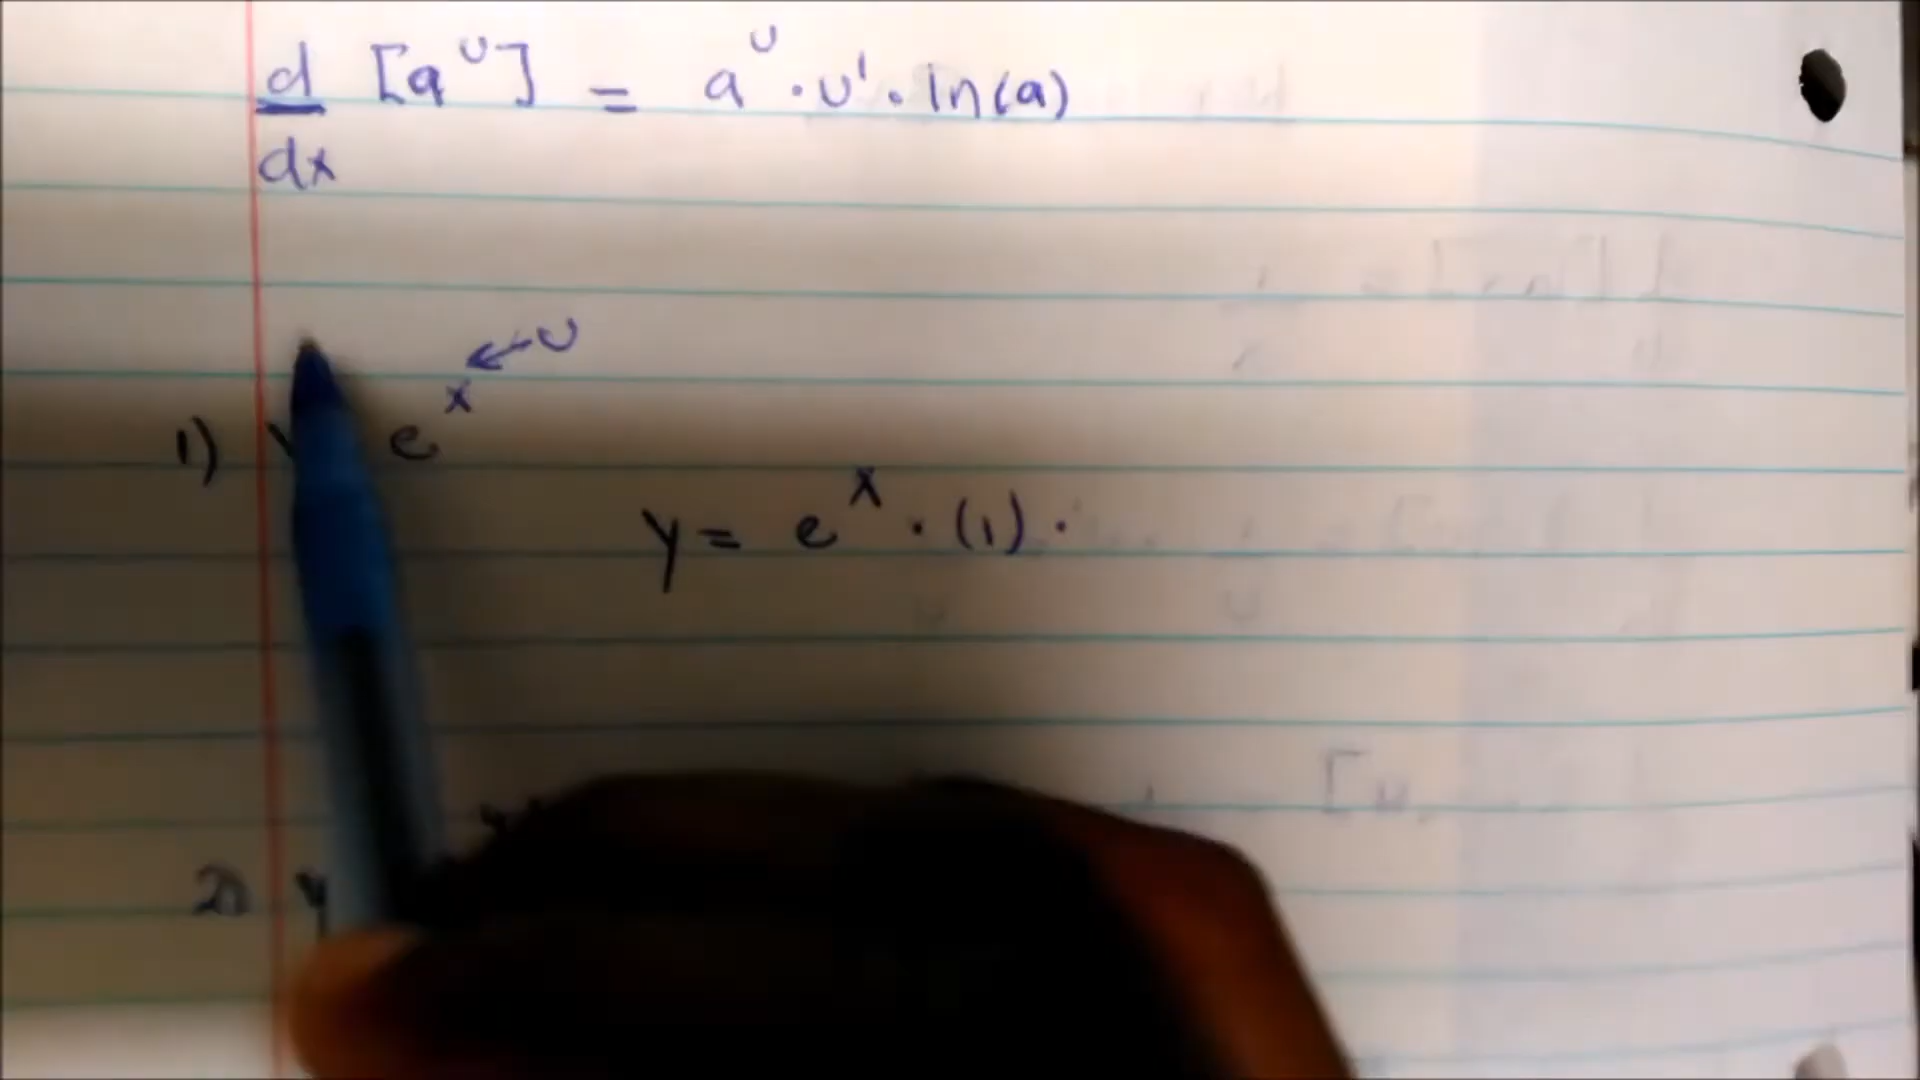 d/dx [a^u] = a^u · u' · ln(a)
← u
1) y e^x
y = e^x · (1) ·
2) y